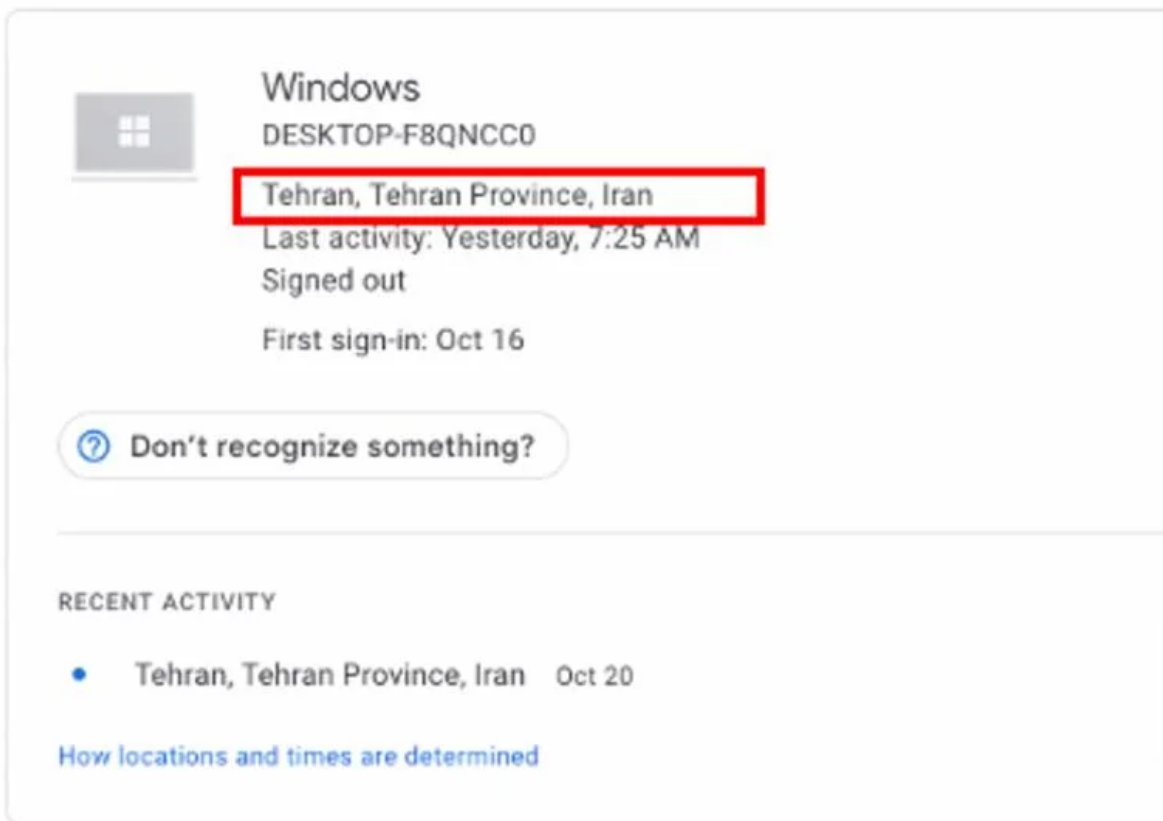 Windows
DESKTOP-F8QNCC0
Tehran, Tehran Province, Iran
Last activity: Yesterday, 7:25 AM
Signed out
First sign-in: Oct 16
Don't recognize something?
RECENT ACTIVITY
Tehran, Tehran Province, Iran Oct 20
How locations and times are determined